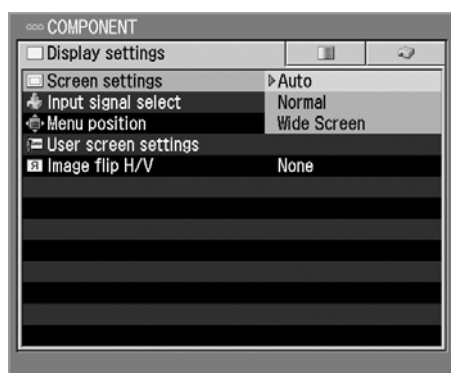 COMPONENT
Display settings
Screen settings Auto
Input signal select Normal
Menu position Wide Screen
User screen settings
Image flip H/V None